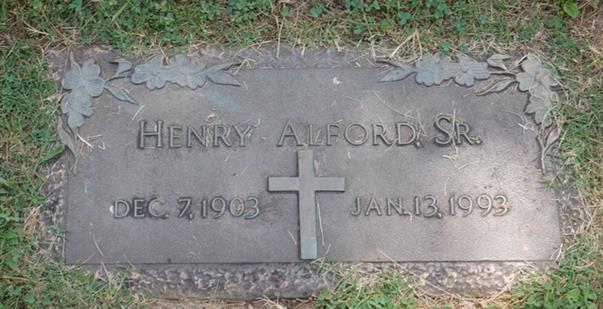 HENRY ALFORD, SR.
DEC. 7, 1903 JAN. 13, 1993